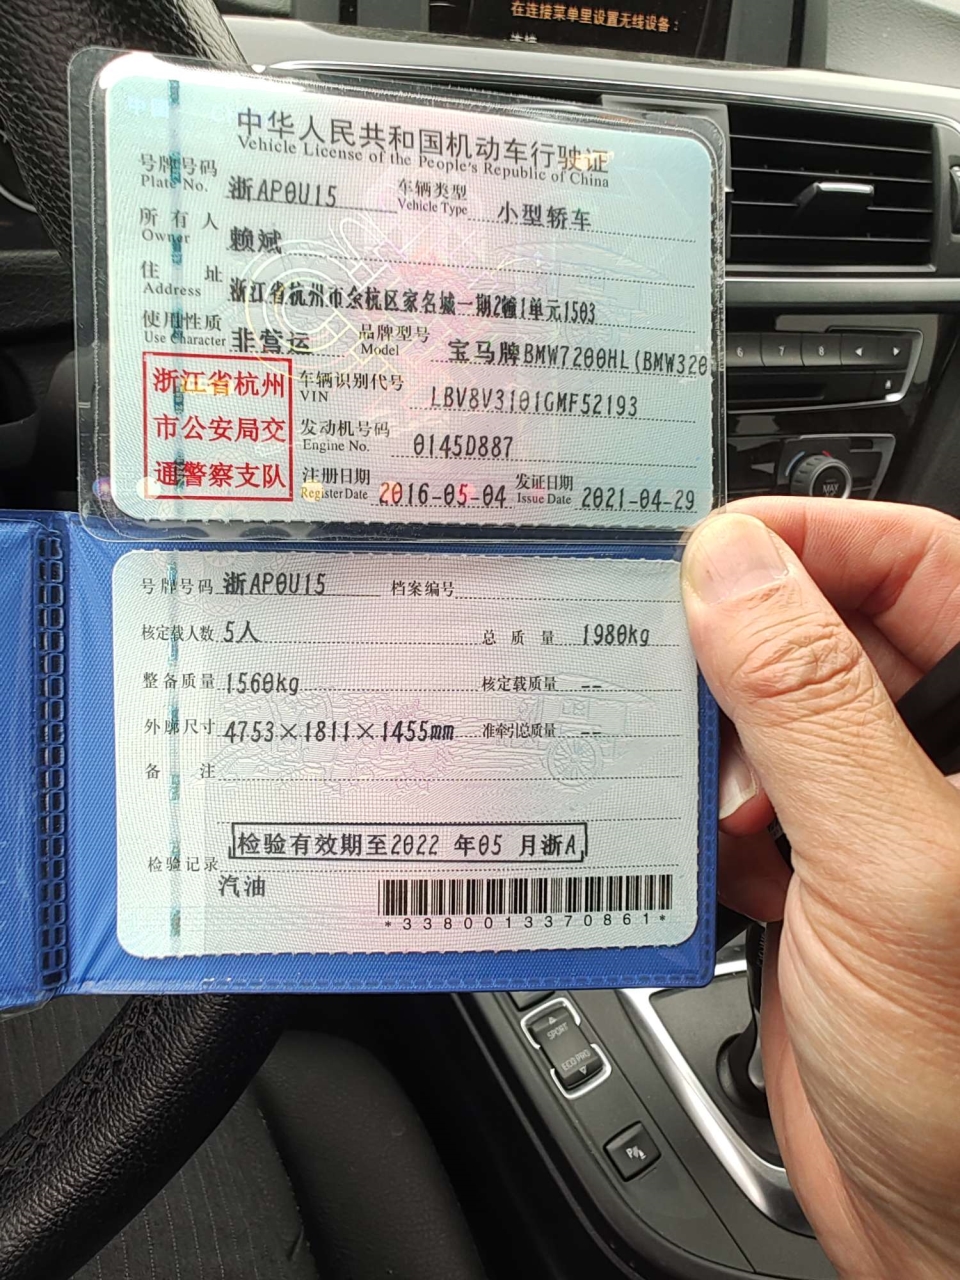 在连接菜单里设置无线设备:
中华人民共和国机动车行驶证
Vehicle License of the People's Republic of China
号牌号码 浙AP0U15 车辆类型 小型轿车
Plate No. Vehicle Type
所有人 赖斌
Owner
住址 浙江省杭州市余杭区家名城一期2幢1单元1503
Address
使用性质 非营运 品牌型号 宝马牌BMW7200HL(BMW320
Use Character Model
浙江省杭州
市公安局交
通警察支队
车辆识别代号 LBV8V3101GMF52193
VIN
发动机号码 0145D887
Engine No.
注册日期 2016-05-04 发证日期 2021-04-29
Register Date Issue Date
号牌号码 浙AP0U15 档案编号
核定载人数 5人 总质量 1980kg
整备质量 1560kg 核定载质量 --
外廓尺寸 4753×1811×1455mm 准牵引总质量 --
备注
检验有效期至2022 年05 月浙A
检验记录
汽油
*3380013370861*
6 7 8
MAX
SPORT
ECO PRO
P